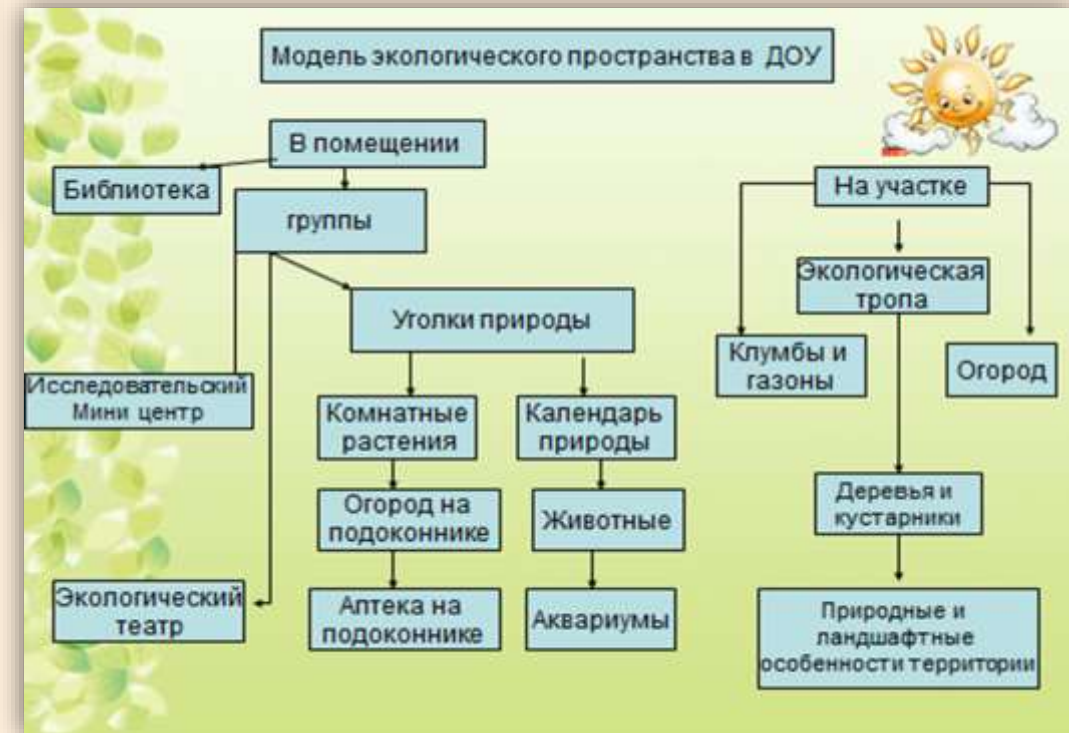 Модель экологического пространства в ДОУ
В помещении
Библиотека
группы
Уголки природы
Исследовательский
Мини центр
Комнатные
растения
Календарь
природы
Огород на
подоконнике
Животные
Экологический
театр
Аптека на
подоконнике
Аквариумы
На участке
Экологическая
тропа
Клумбы и
газоны
Огород
Деревья и
кустарники
Природные и
ландшафтные
особенности территории